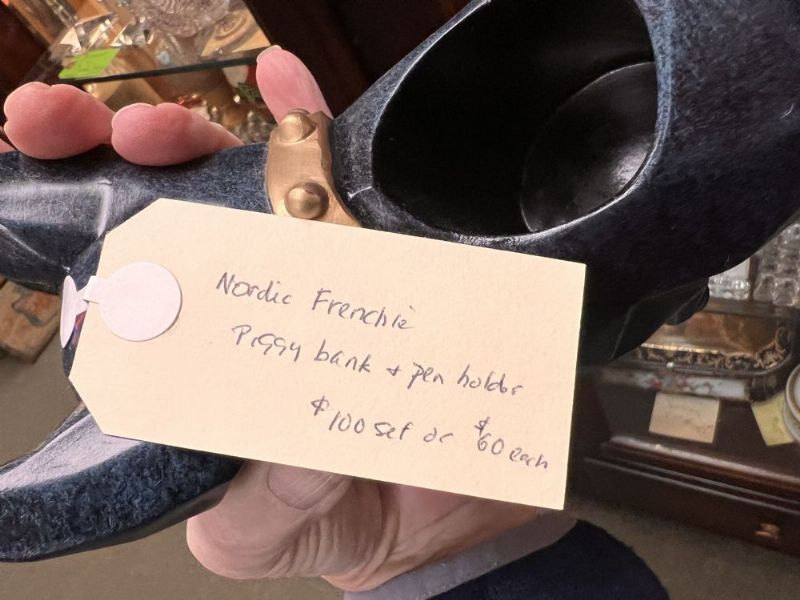 Nordic Frenchie
Piggy bank + pen holder
$100 set or $60 each